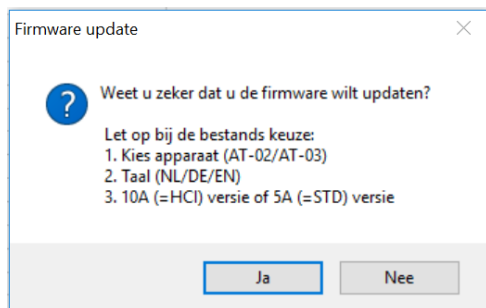 Firmware update
Weet u zeker dat u de firmware wilt updaten?
Let op bij de bestands keuze:
1. Kies apparaat (AT-02/AT-03)
2. Taal (NL/DE/EN)
3. 10A (=HCI) versie of 5A (=STD) versie
Ja
Nee